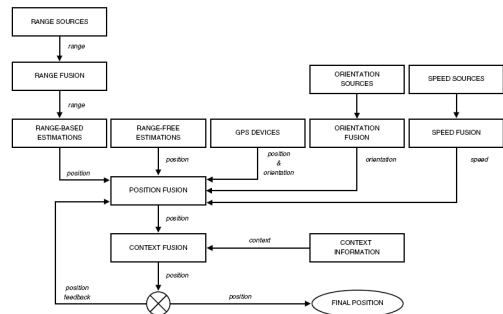 RANGE SOURCES
range
RANGE FUSION
range
ORIENTATION
SOURCES
SPEED SOURCES
RANGE-BASED
ESTIMATIONS
RANGE-FREE
ESTIMATIONS
GPS DEVICES
ORIENTATION
FUSION
SPEED FUSION
position
position
position
&
orientation
orientation
speed
POSITION FUSION
position
CONTEXT FUSION
context
CONTEXT
INFORMATION
position
position
feedback
position
FINAL POSITION